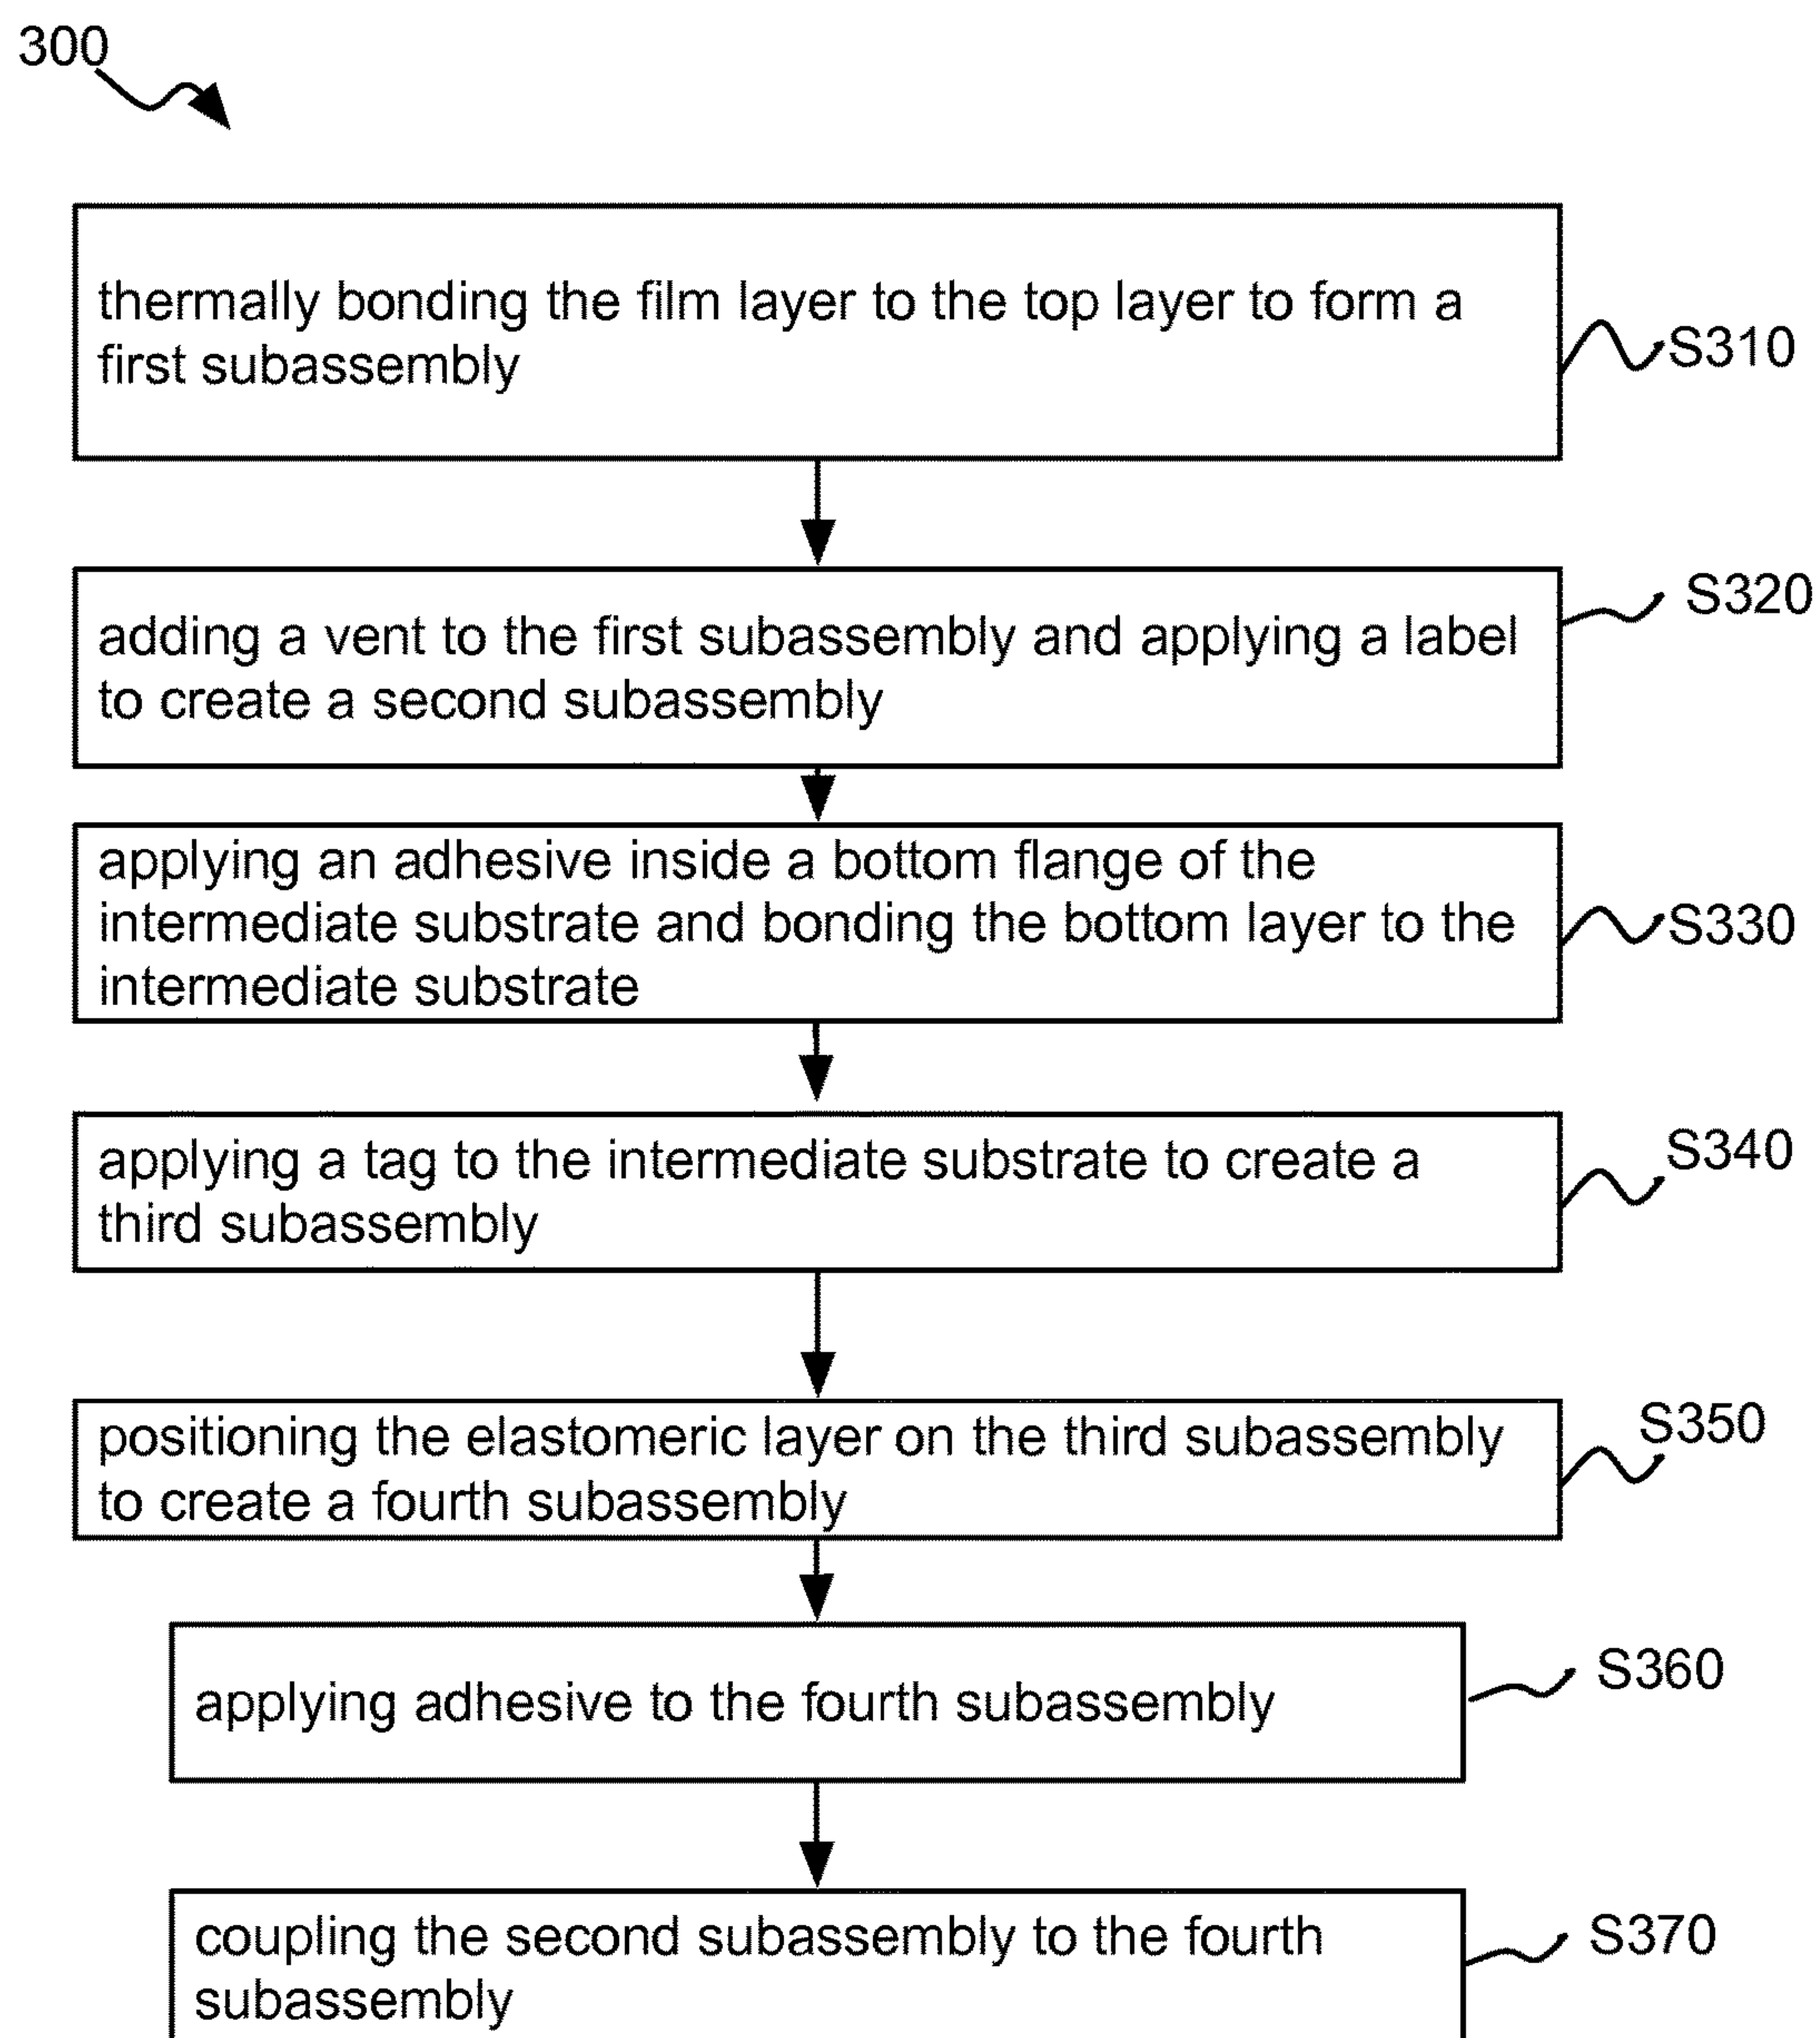 300
thermally bonding the film layer to the top layer to form a
first subassembly
S310
adding a vent to the first subassembly and applying a label
to create a second subassembly
S320
applying an adhesive inside a bottom flange of the
intermediate substrate and bonding the bottom layer to the
intermediate substrate
S330
applying a tag to the intermediate substrate to create a
third subassembly
S340
positioning the elastomeric layer on the third subassembly
to create a fourth subassembly
S350
applying adhesive to the fourth subassembly
S360
coupling the second subassembly to the fourth
subassembly
S370